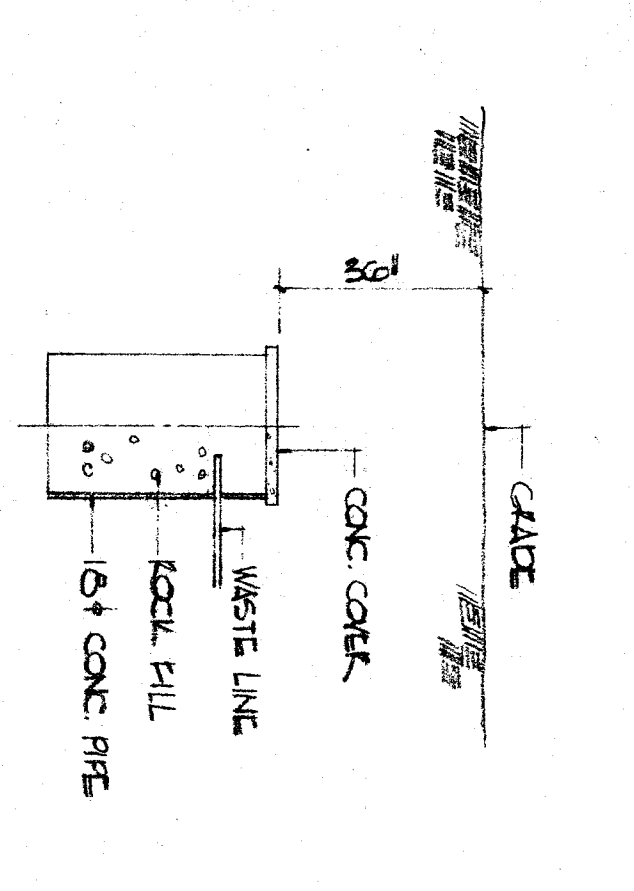 GRADE
36"
CONC. COVER
WASTE LINE
ROCK FILL
18"φ CONC. PIPE